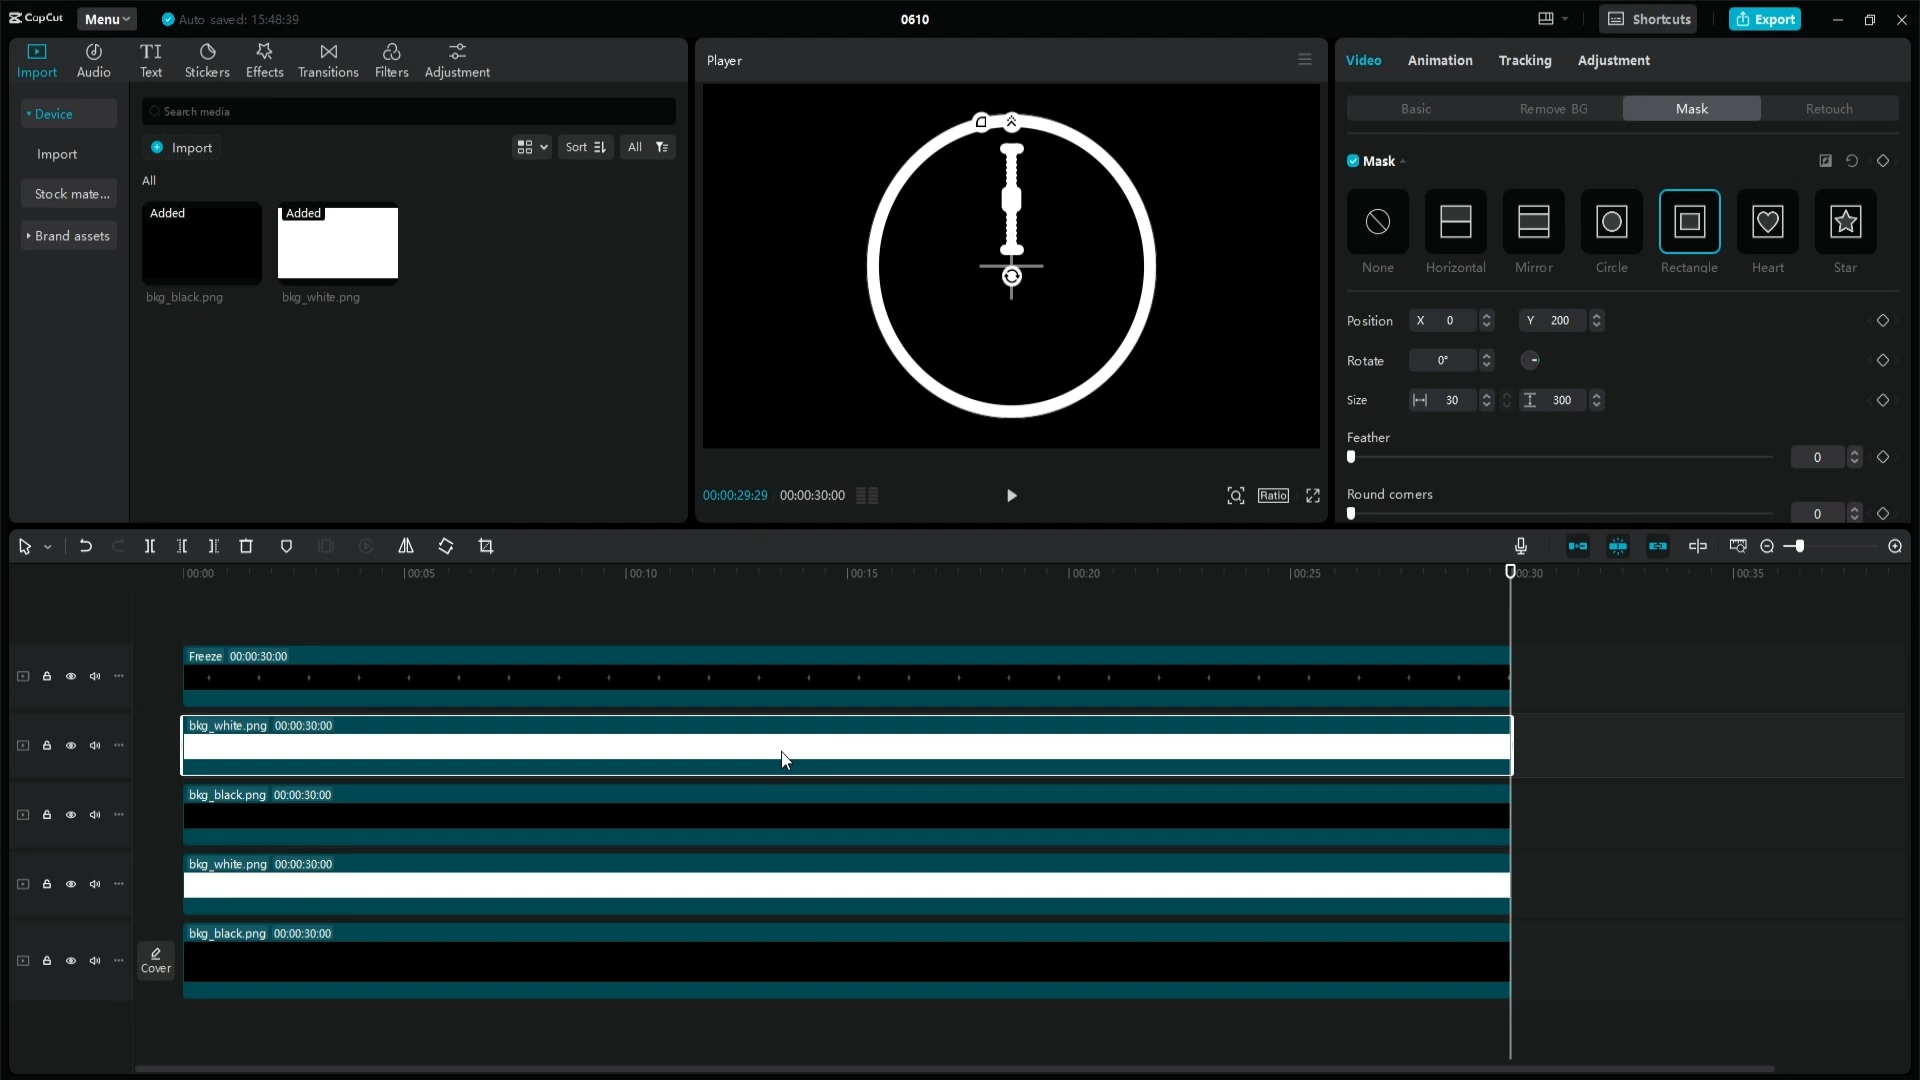 CapCut Menu Auto saved: 15:48:39 0610 Shortcuts Export
Import Audio Text Stickers Effects Transitions Filters Adjustment
Device
Import
Stock mate...
Brand assets
Search media
Import Sort All
All
Added Added
bkg_black.png bkg_white.png
Player
00:00:29:29 00:00:30:00 Ratio
Video Animation Tracking Adjustment
Basic Remove BG Mask Retouch
Mask
None Horizontal Mirror Circle Rectangle Heart Star
Position X 0 Y 200
Rotate 0°
Size 30 300
Feather
0
Round corners
0
00:00 00:05 00:10 00:15 00:20 00:25 00:30 00:35
Freeze 00:00:30:00
bkg_white.png 00:00:30:00
bkg_black.png 00:00:30:00
bkg_white.png 00:00:30:00
bkg_black.png 00:00:30:00
Cover